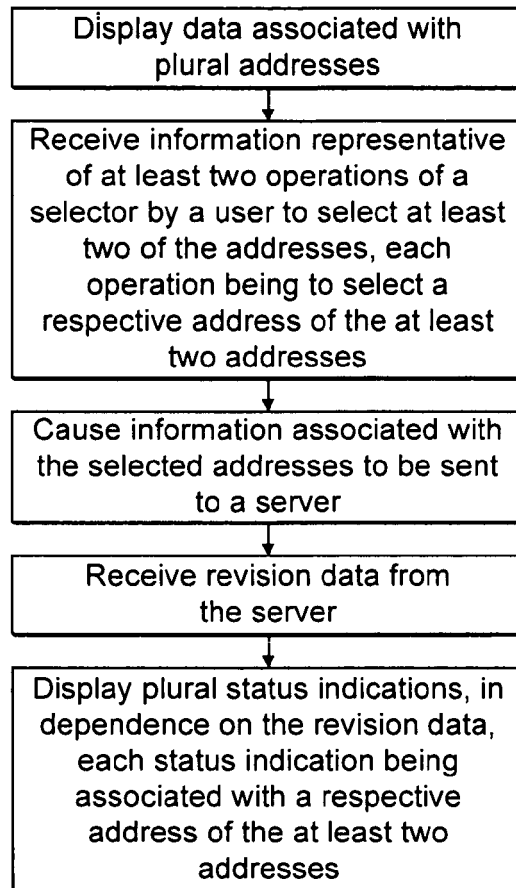 Display data associated with
plural addresses
Receive information representative
of at least two operations of a
selector by a user to select at least
two of the addresses, each
operation being to select a
respective address of the at least
two addresses
Cause information associated with
the selected addresses to be sent
to a server
Receive revision data from
the server
Display plural status indications, in
dependence on the revision data,
each status indication being
associated with a respective
address of the at least two
addresses